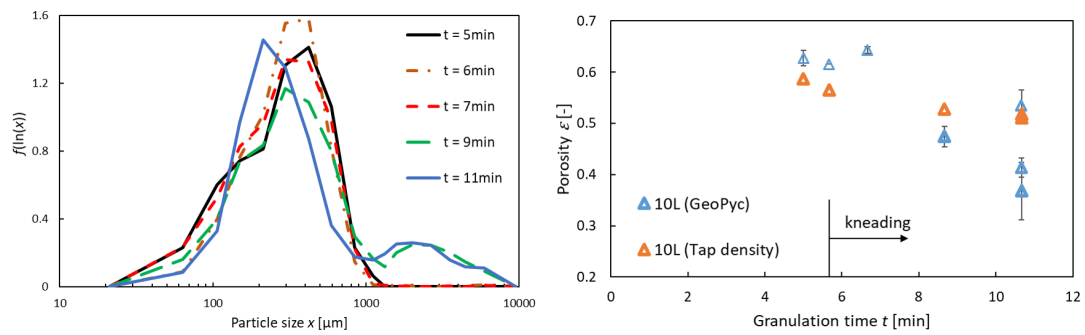 1.6
1.2
0.8
0.4
0
10
100
1000
10000
f(ln(x))
Particle size x [µm]
t = 5min
t = 6min
t = 7min
t = 9min
t = 11min
0.7
0.6
0.5
0.4
0.3
0.2
0
2
4
6
8
10
12
Porosity ε [-]
Granulation time t [min]
kneading
10L (GeoPyc)
10L (Tap density)